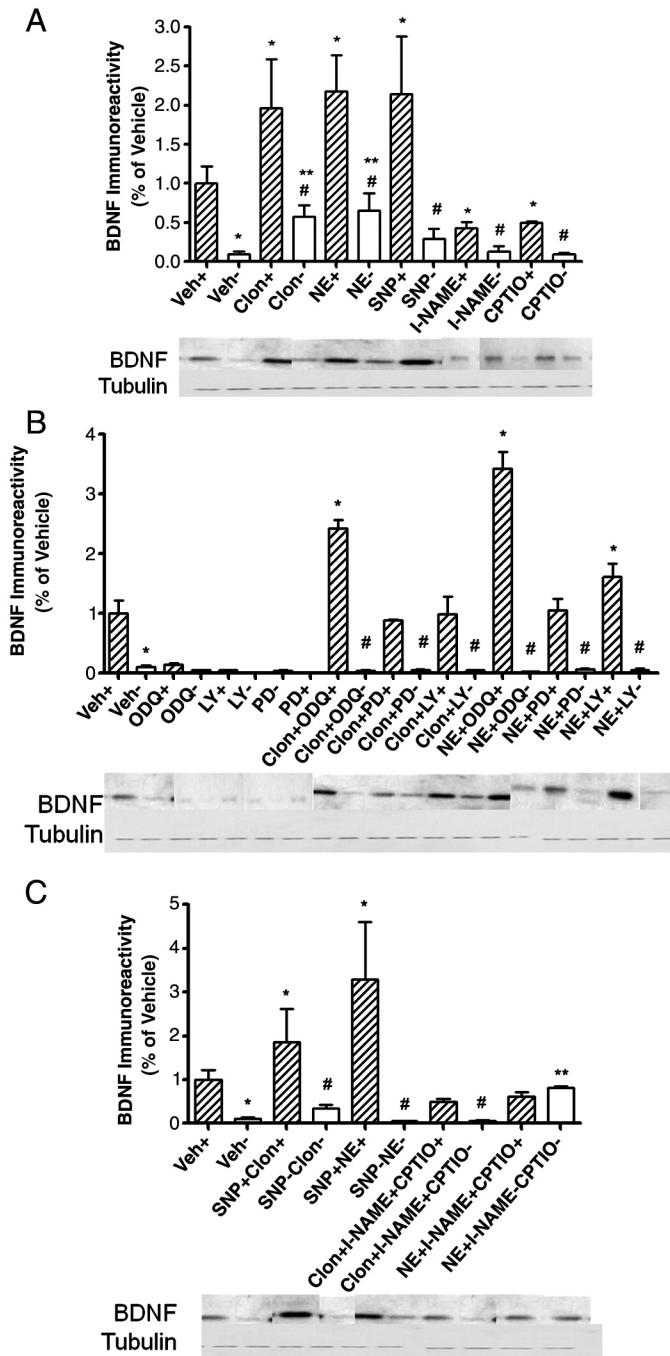 A
BDNF Immunoreactivity
(% of Vehicle)
3.0
2.5
2.0
1.5
1.0
0.5
0.0
* * * * ** # ** # * # * # * #
Veh+ Veh- Clon+ Clon- NE+ NE- SNP+ SNP- I-NAME+ I-NAME- CPTIO+ CPTIO-
BDNF
Tubulin
B
BDNF Immunoreactivity
(% of Vehicle)
4
3
2
1
0
* * # # # * # # * #
Veh+ Veh- ODQ+ ODQ- LY+ LY- PD- PD+ Clon+ODQ+ Clon+ODQ- Clon+PD+ Clon+PD- Clon+LY+ Clon+LY- NE+ODQ+ NE+ODQ- NE+PD+ NE+PD- NE+LY+ NE+LY-
BDNF
Tubulin
C
BDNF Immunoreactivity
(% of Vehicle)
5
4
3
2
1
0
* * # * # # **
Veh+ Veh- SNP+Clon+ SNP-Clon- SNP+NE+ SNP-NE- Clon+I-NAME+CPTIO+ Clon+I-NAME+CPTIO- NE+I-NAME+CPTIO+ NE+I-NAME-CPTIO-
BDNF
Tubulin